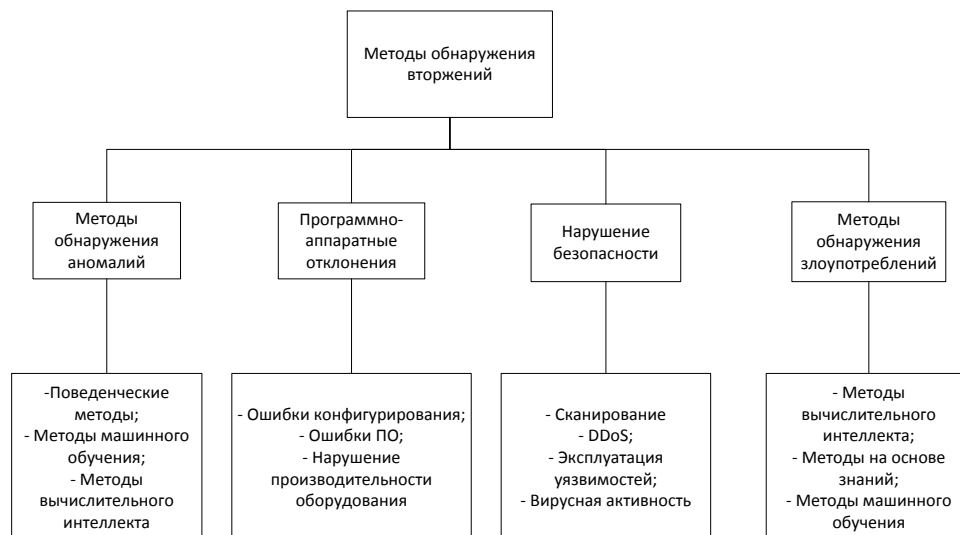 Методы обнаружения
вторжений
Методы
обнаружения
аномалий
Программно-
аппаратные
отклонения
Нарушение
безопасности
Методы
обнаружения
злоупотреблений
-Поведенческие
методы;
- Методы машинного
обучения;
- Методы
вычислительного
интеллекта
- Ошибки конфигурирования;
- Ошибки ПО;
- Нарушение
производительности
оборудования
- Сканирование
- DDoS;
- Эксплуатация
уязвимостей;
- Вирусная активность
- Методы
вычислительного
интеллекта;
- Методы на основе
знаний;
- Методы машинного
обучения